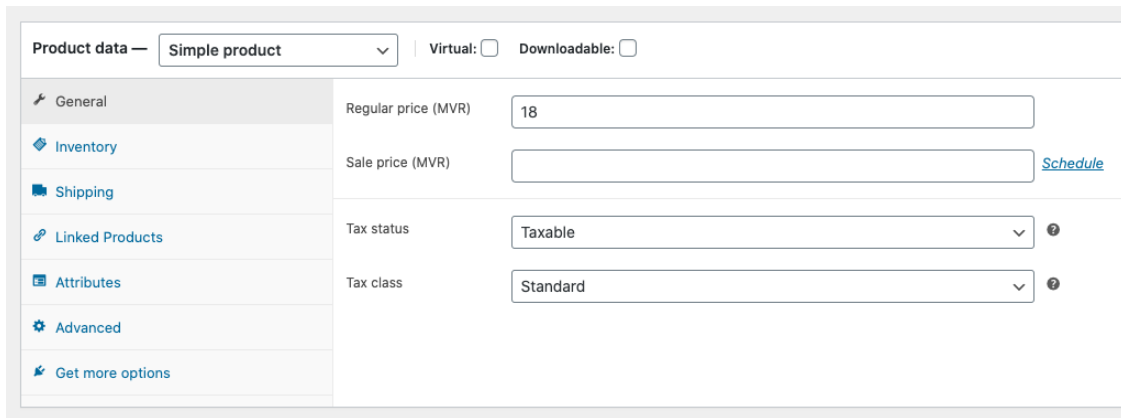 Product data — Simple product Virtual: Downloadable:
General
Inventory
Shipping
Linked Products
Attributes
Advanced
Get more options
Regular price (MVR) 18
Sale price (MVR) Schedule
Tax status Taxable ?
Tax class Standard ?